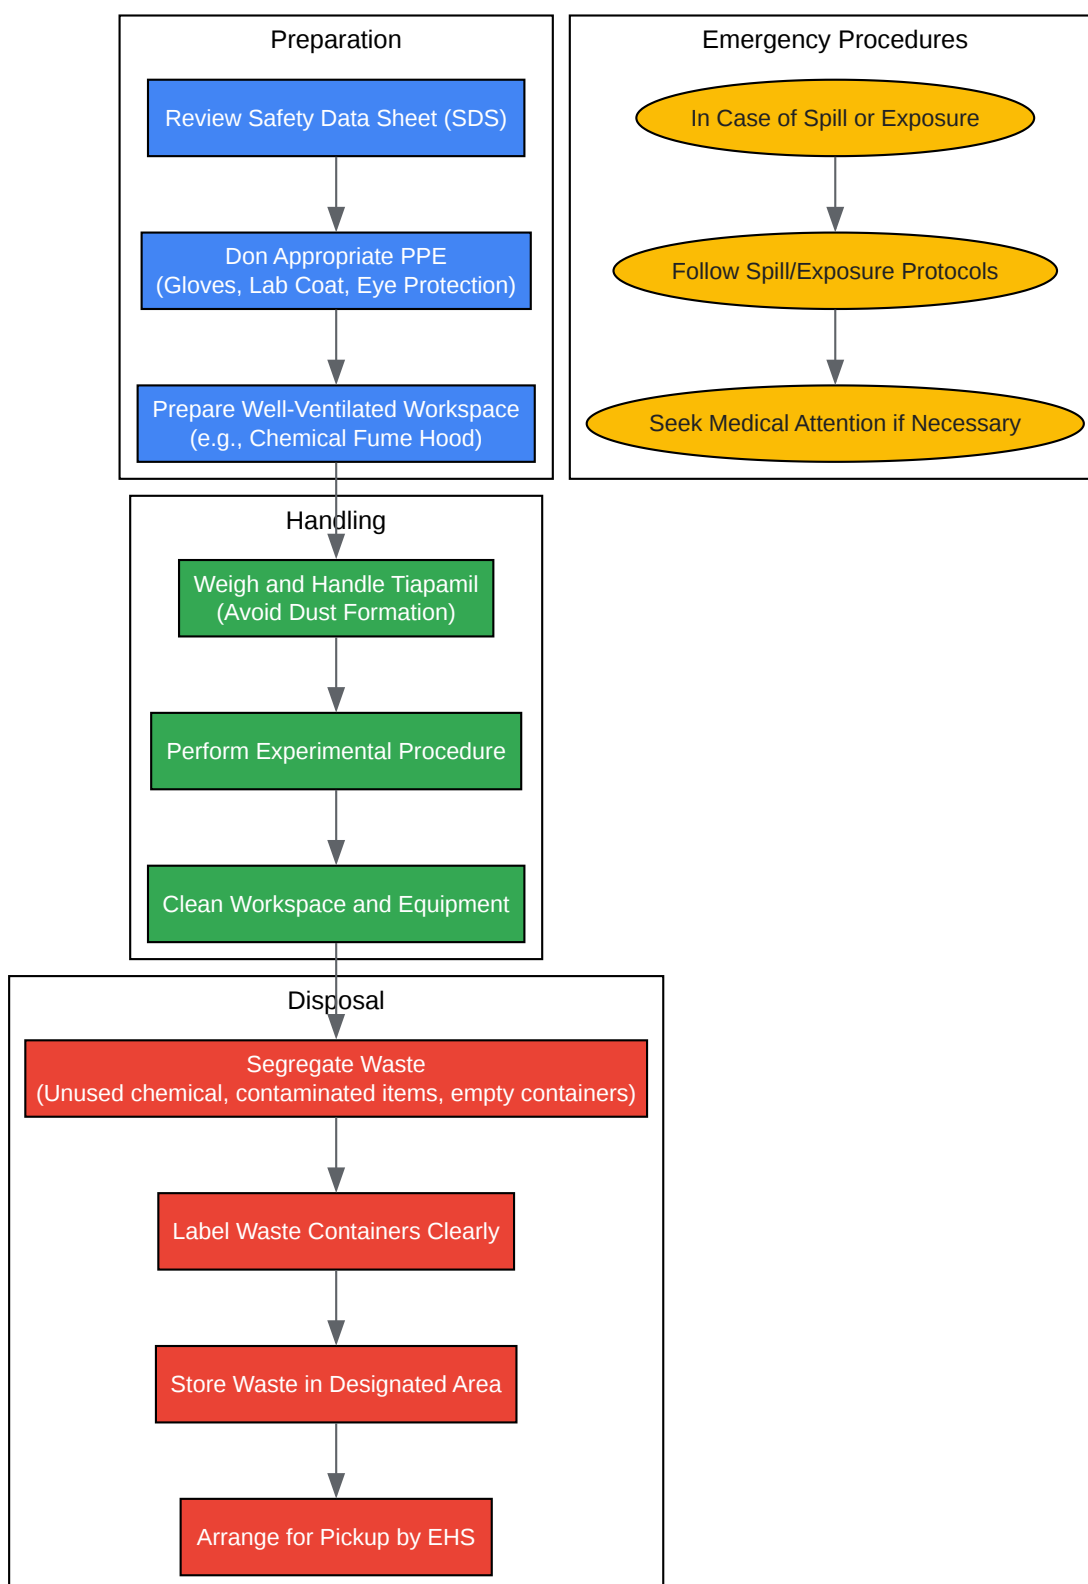 Preparation
Review Safety Data Sheet (SDS)
Don Appropriate PPE
(Gloves, Lab Coat, Eye Protection)
Prepare Well-Ventilated Workspace
(e.g., Chemical Fume Hood)
Emergency Procedures
In Case of Spill or Exposure
Follow Spill/Exposure Protocols
Seek Medical Attention if Necessary
Handling
Weigh and Handle Tiapamil
(Avoid Dust Formation)
Perform Experimental Procedure
Clean Workspace and Equipment
Disposal
Segregate Waste
(Unused chemical, contaminated items, empty containers)
Label Waste Containers Clearly
Store Waste in Designated Area
Arrange for Pickup by EHS